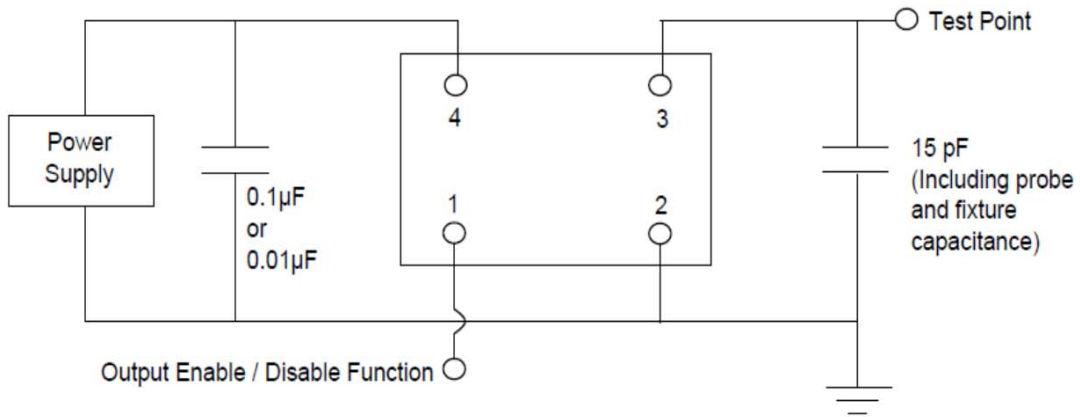 Test Point
4
3
Power
Supply
15 pF
(Including probe
and fixture
capacitance)
0.1µF
or
0.01µF
1
2
Output Enable / Disable Function